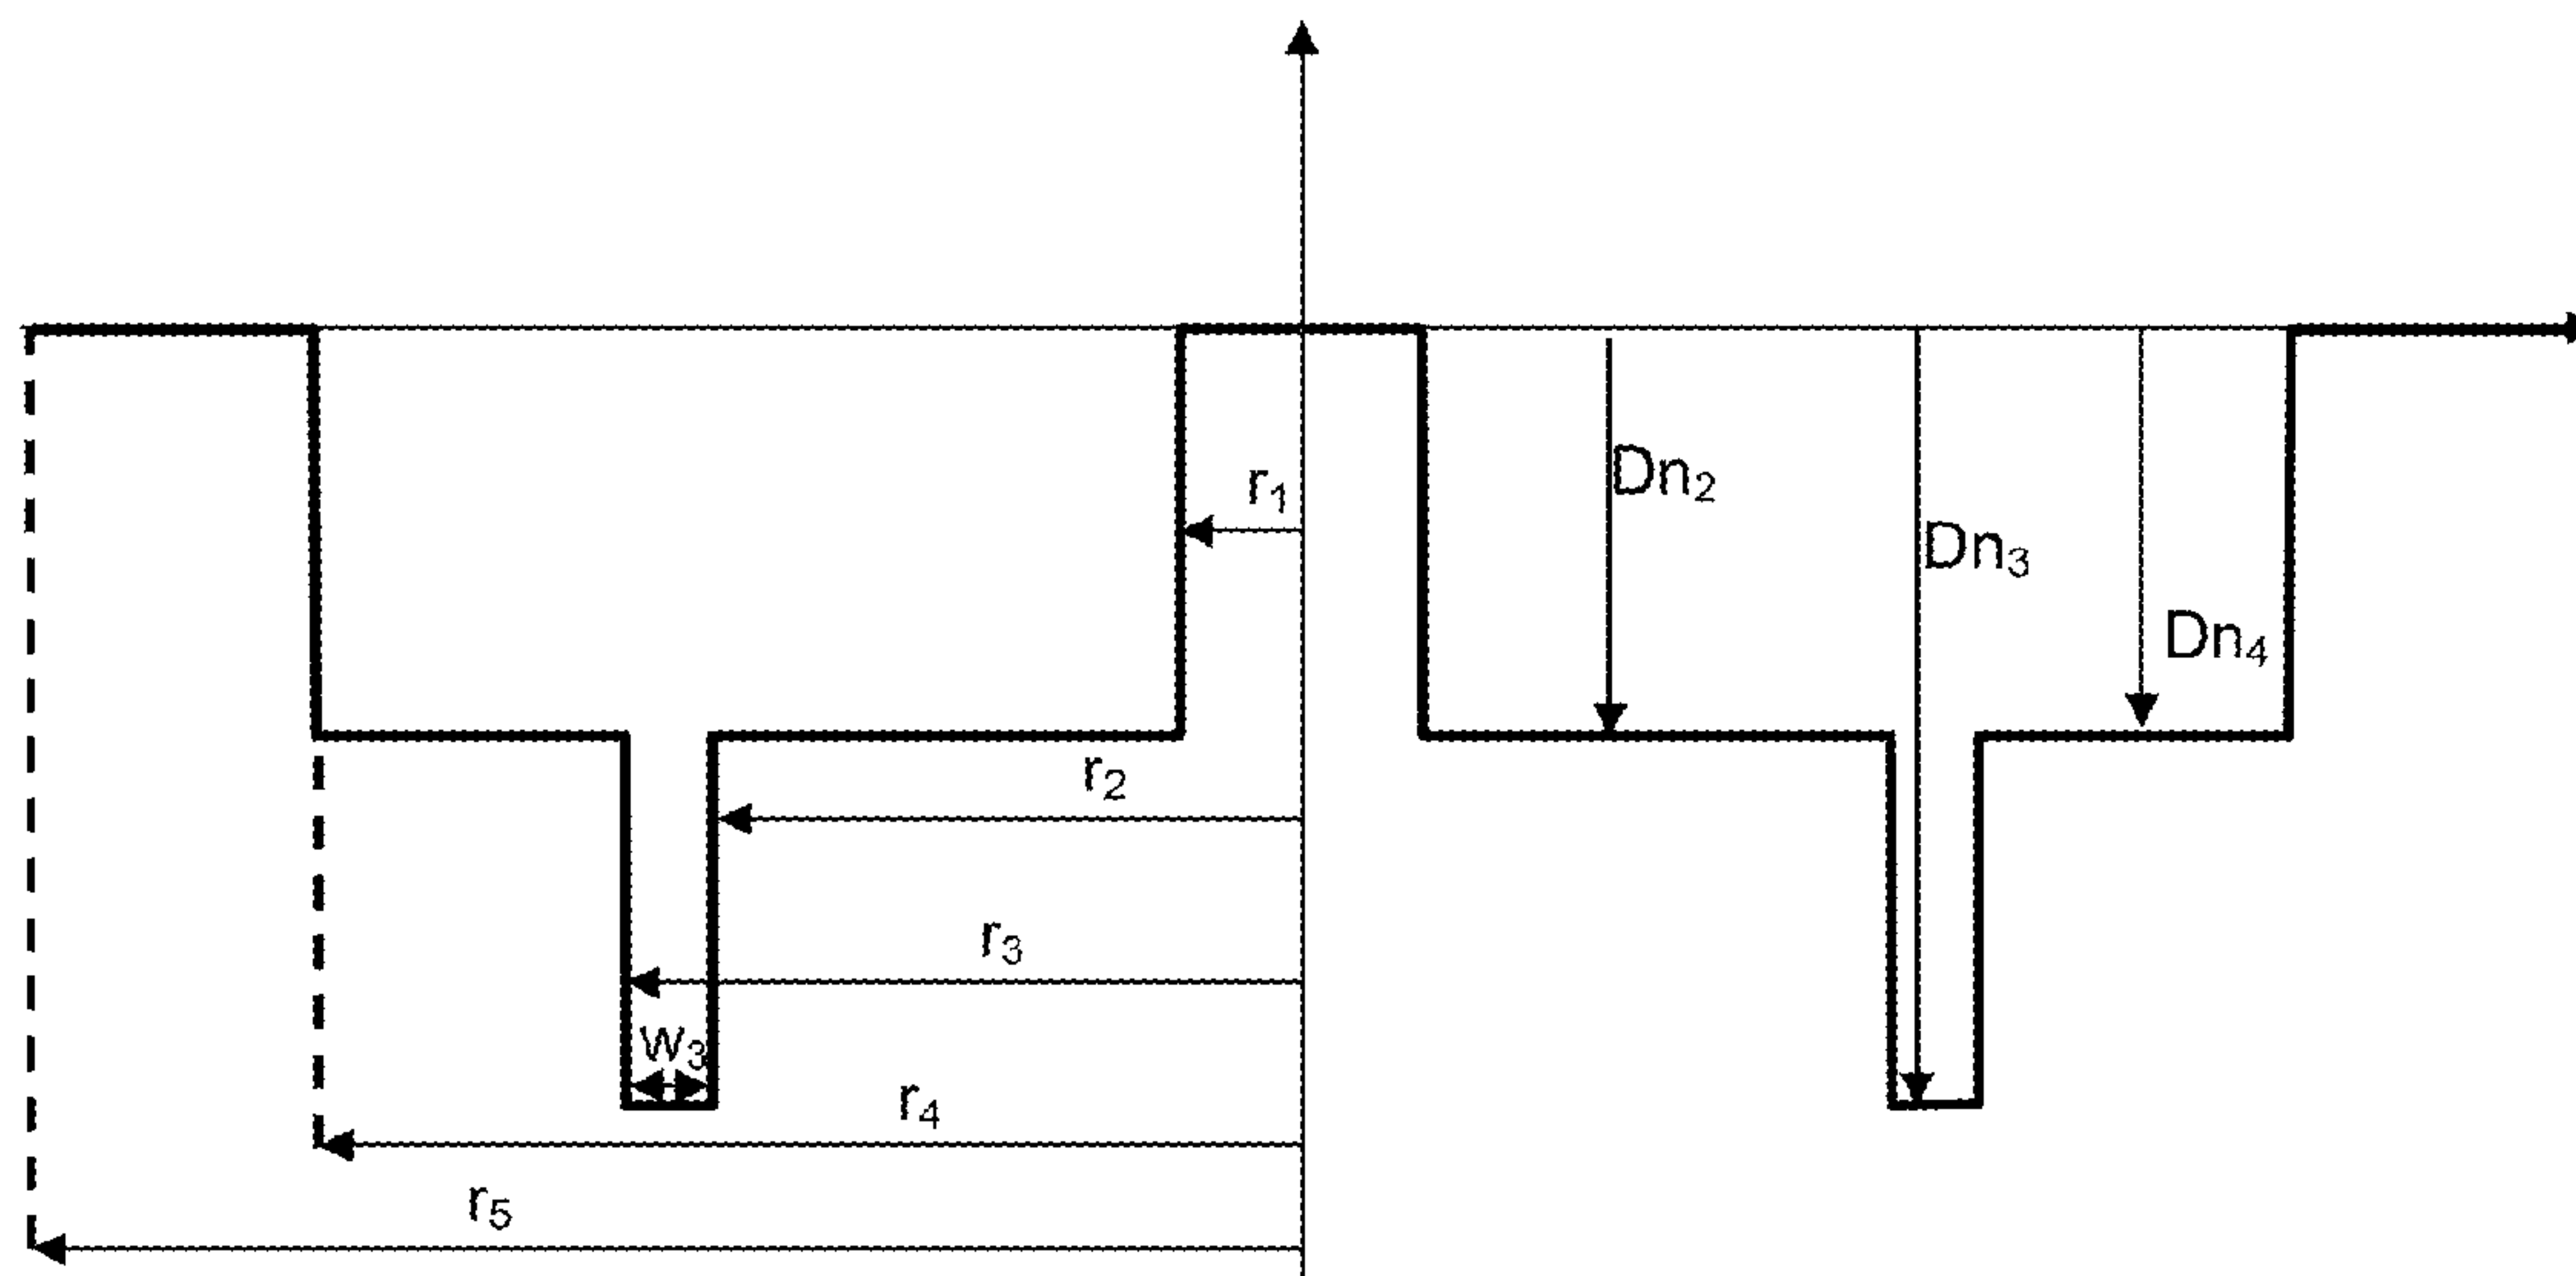 r₁
Dn₂
Dn₃
Dn₄
r₂
r₃
w₃
r₄
r₅